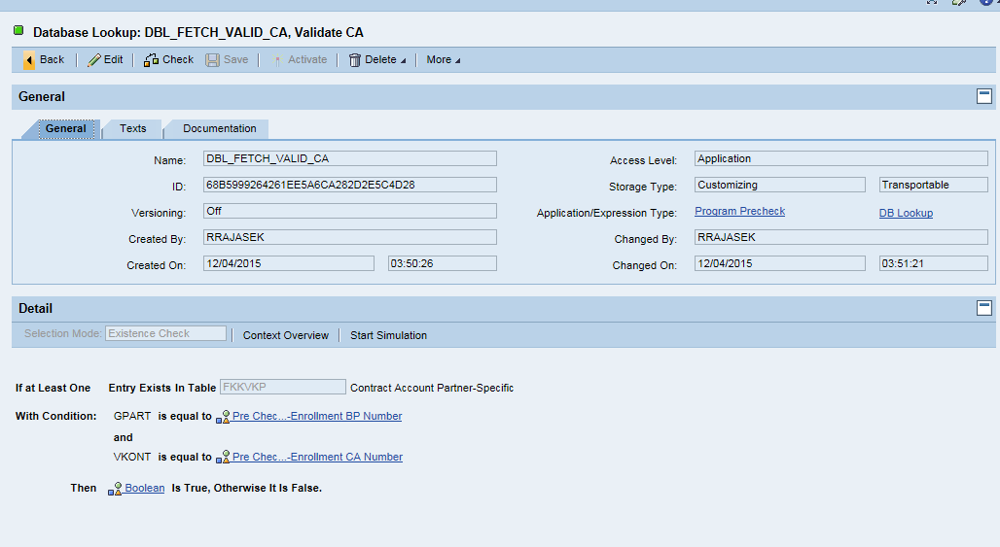 Database Lookup: DBL_FETCH_VALID_CA, Validate CA
Back Edit Check Save Activate Delete More
General
General Texts Documentation
Name: DBL_FETCH_VALID_CA Access Level: Application
ID: 68B5999264261EE5A6CA282D2E5C4D28 Storage Type: Customizing Transportable
Versioning: Off Application/Expression Type: Program Precheck DB Lookup
Created By: RRAJASEK Changed By: RRAJASEK
Created On: 12/04/2015 03:50:26 Changed On: 12/04/2015 03:51:21
Detail
Selection Mode: Existence Check Context Overview Start Simulation
If at Least One Entry Exists In Table FKKVKP Contract Account Partner-Specific
With Condition: GPART is equal to Pre Chec...-Enrollment BP Number
and
VKONT is equal to Pre Chec...-Enrollment CA Number
Then Boolean Is True, Otherwise It Is False.